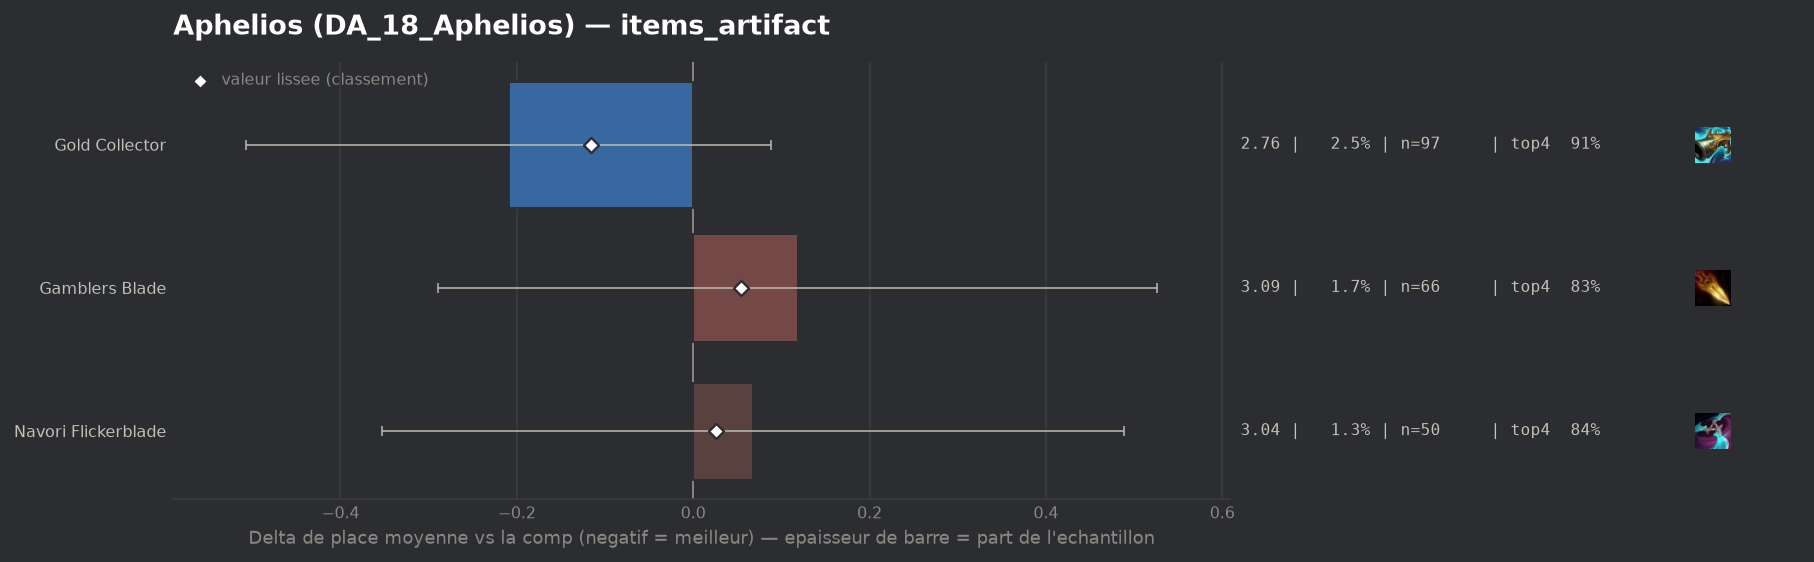 Aphelios (DA_18_Aphelios) — items_artifact
valeur lissee (classement)
Gold Collector
2.76 | 2.5% | n=97 | top4 91%
Gamblers Blade
3.09 | 1.7% | n=66 | top4 83%
Navori Flickerblade
3.04 | 1.3% | n=50 | top4 84%
−0.4 −0.2 0.0 0.2 0.4 0.6
Delta de place moyenne vs la comp (negatif = meilleur) — epaisseur de barre = part de l'echantillon